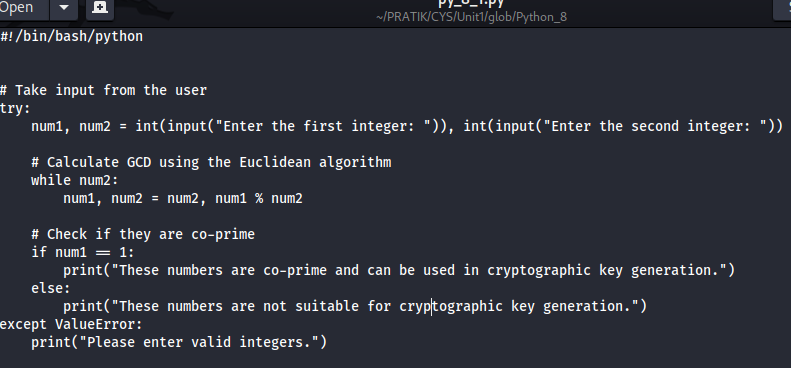 Open
py_8_1.py
~/PRATIK/CYS/Unit1/glob/Python_8
#!/bin/bash/python
# Take input from the user
try:
    num1, num2 = int(input("Enter the first integer: ")), int(input("Enter the second integer: "))
    # Calculate GCD using the Euclidean algorithm
    while num2:
        num1, num2 = num2, num1 % num2
    # Check if they are co-prime
    if num1 == 1:
        print("These numbers are co-prime and can be used in cryptographic key generation.")
    else:
        print("These numbers are not suitable for cryptographic key generation.")
except ValueError:
    print("Please enter valid integers.")